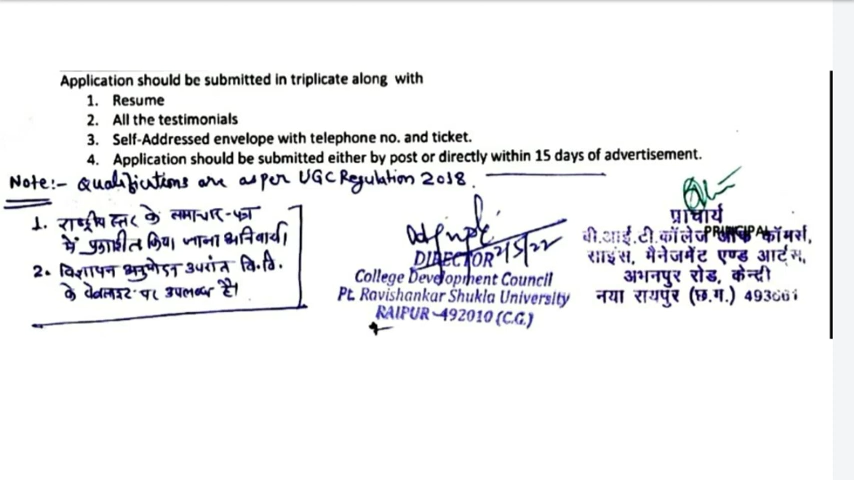 Application should be submitted in triplicate along with
1. Resume
2. All the testimonials
3. Self-Addressed envelope with telephone no. and ticket.
4. Application should be submitted either by post or directly within 15 days of advertisement.
Note:- Qualifications are as per UGC Regulation 2018.
1. राष्ट्रीय स्तर के समाचार-पत्र
में प्रकाशित किया जाना अनिवार्य।
2. विज्ञापन अनुमोदन उपरांत वि.वि.
के वेबसाइट पर उपलब्ध है।
DIRECTOR
College Development Council
Pt. Ravishankar Shukla University
RAIPUR-492010 (C.G.)
प्राचार्य
PRINCIPAL
वी.आई.टी.कॉलेज ऑफ कॉमर्स,
साइंस, मैनेजमेंट एण्ड आर्ट्स,
अभनपुर रोड, केन्द्री
नया रायपुर (छ.ग.) 493661